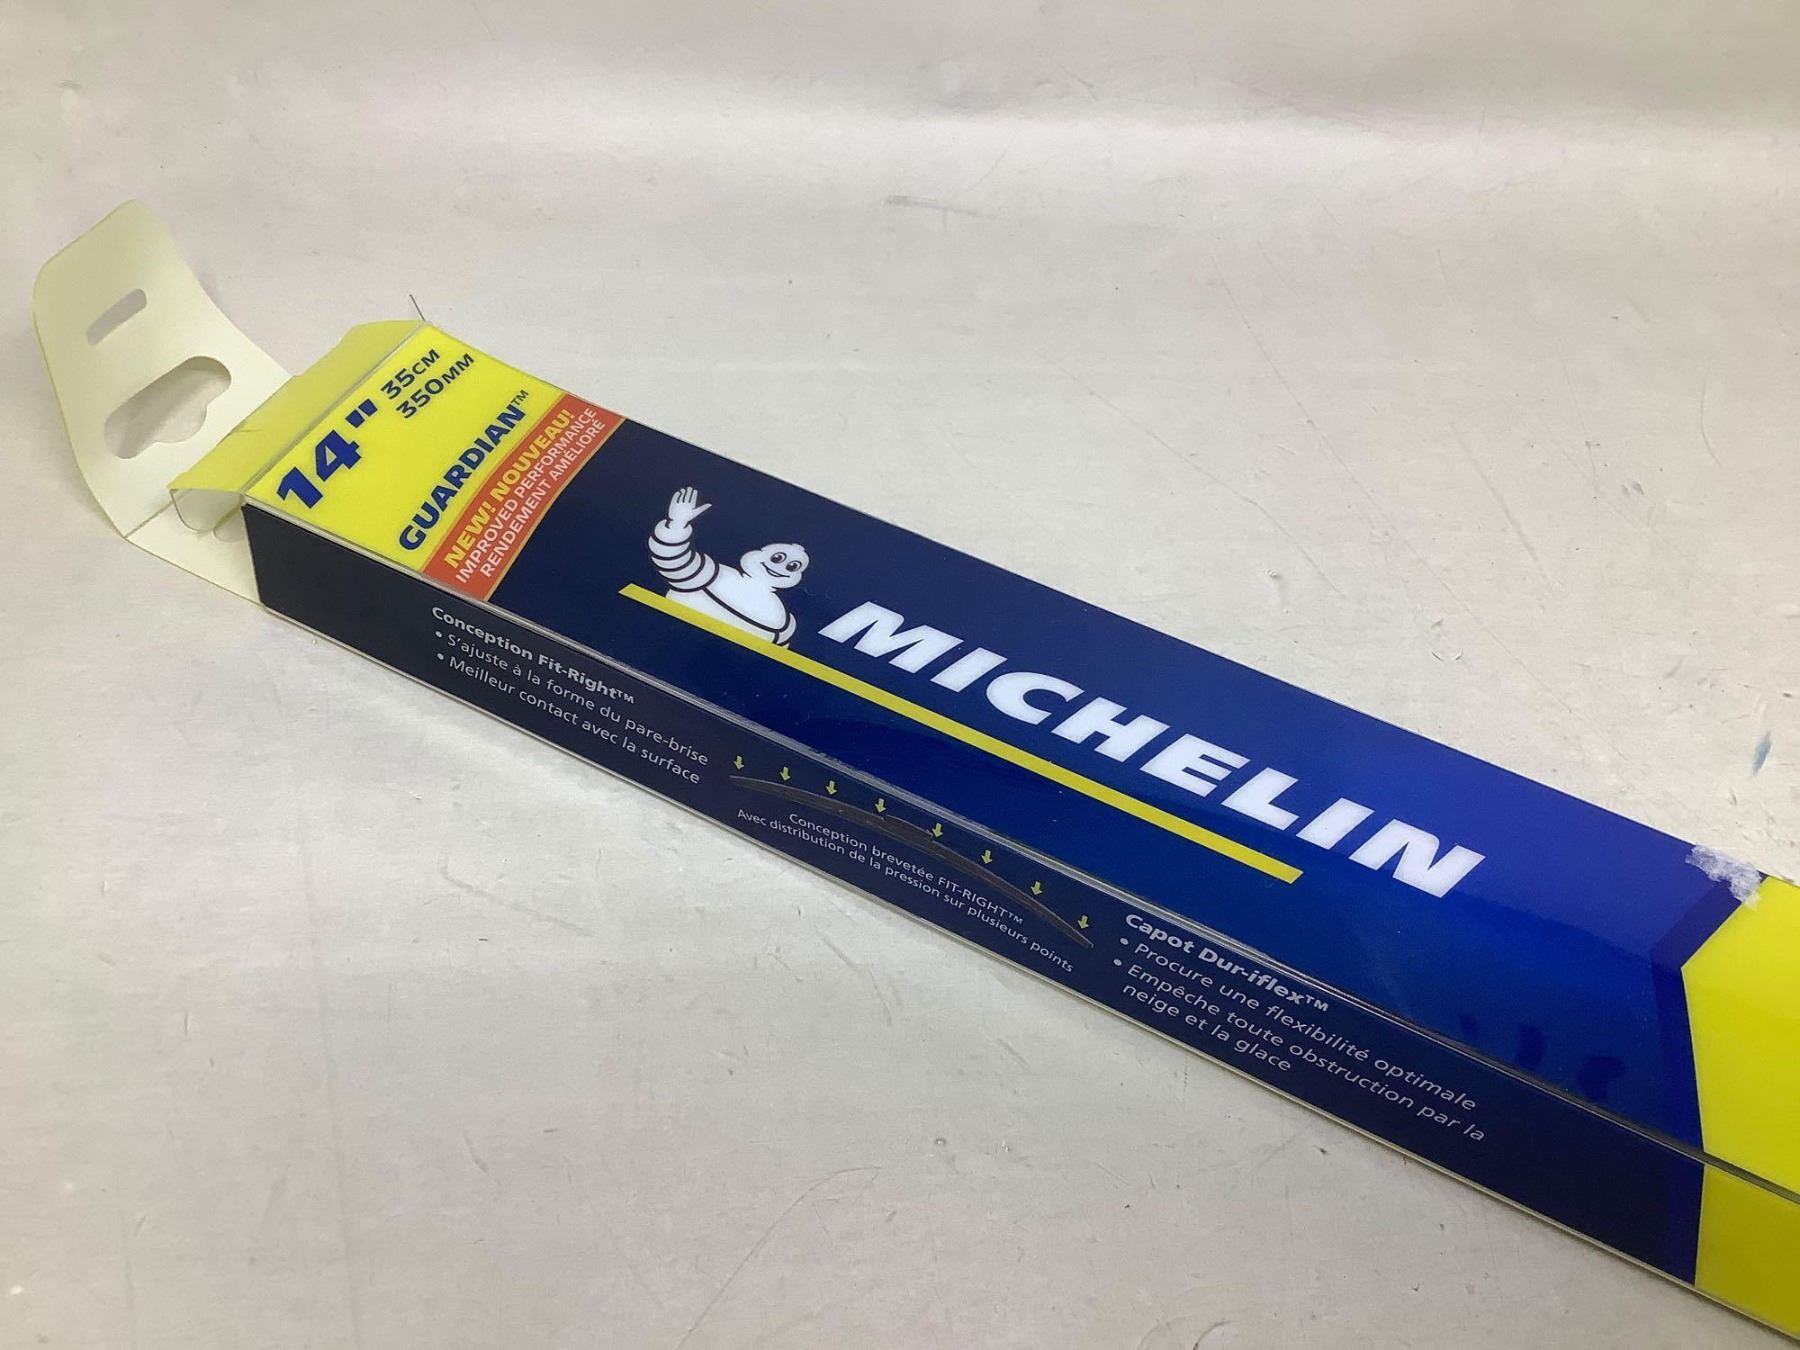 14" 35CM
350MM
GUARDIAN™
NEW! NOUVEAU!
IMPROVED PERFORMANCE
RENDEMENT AMÉLIORÉ
MICHELIN
Conception Fit-Right™
• S'ajuste à la forme du pare-brise
• Meilleur contact avec la surface
Conception brevetée FIT-RIGHT™
Avec distribution de la pression sur plusieurs points
Capot Dur-iflex™
• Procure une flexibilité optimale
• Empêche toute obstruction par la
neige et la glace